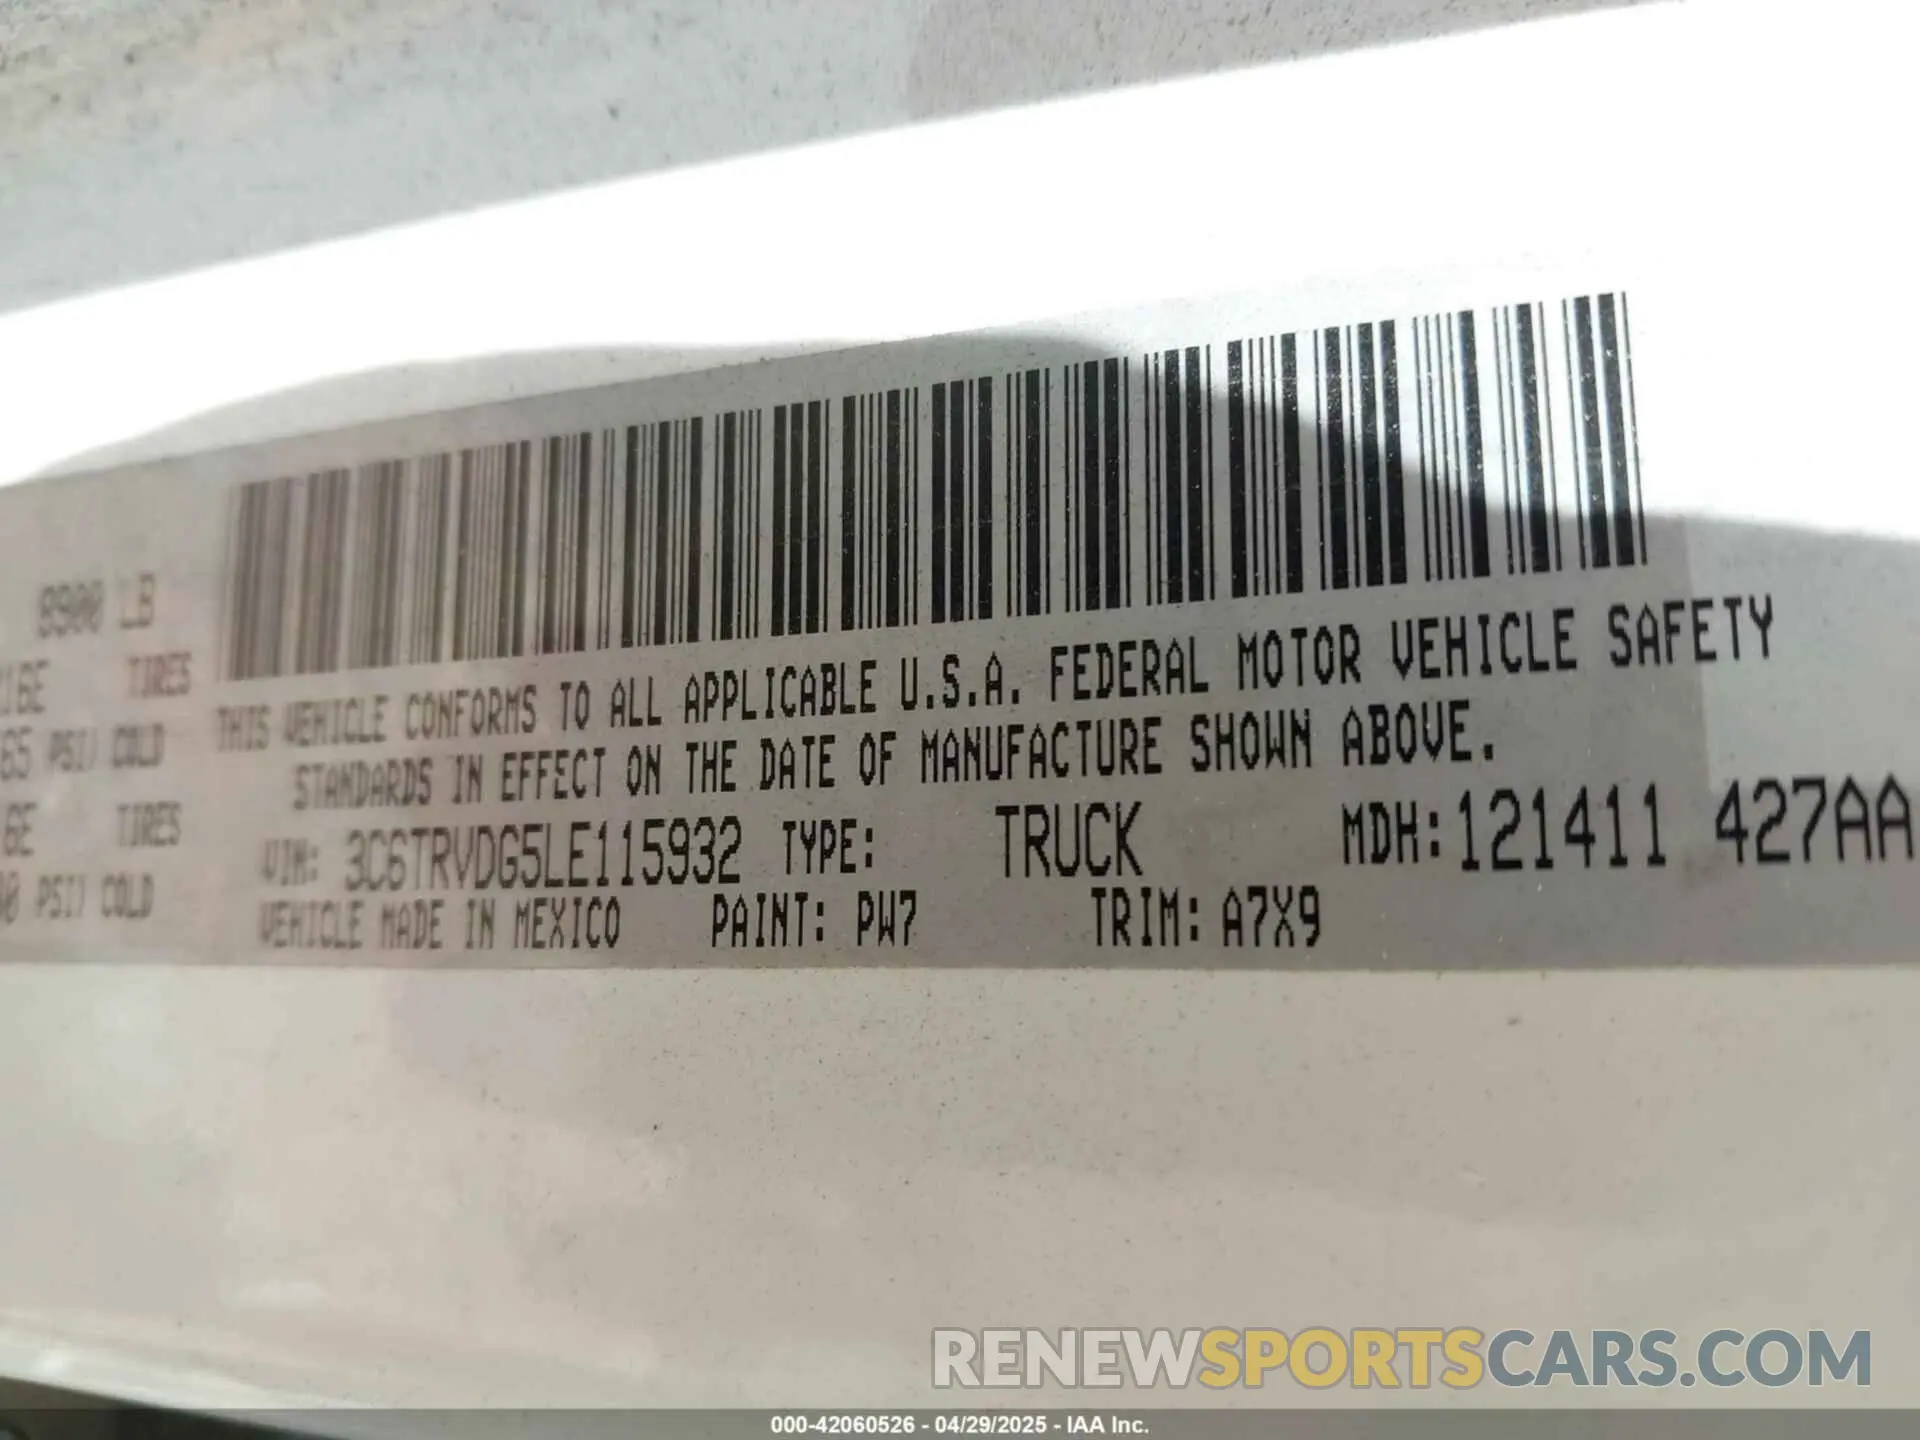 8900 LB
16E TIRES
65 PSI/ COLD
6E TIRES
PSI/ COLD
THIS VEHICLE CONFORMS TO ALL APPLICABLE U.S.A. FEDERAL MOTOR VEHICLE SAFETY
STANDARDS IN EFFECT ON THE DATE OF MANUFACTURE SHOWN ABOVE.
VIN: 3C6TRVDG5LE115932 TYPE: TRUCK MDH:121411 427AA
VEHICLE MADE IN MEXICO PAINT: PW7 TRIM: A7X9
RENEWSPORTSCARS.COM
000-42060526 - 04/29/2025 - IAA Inc.